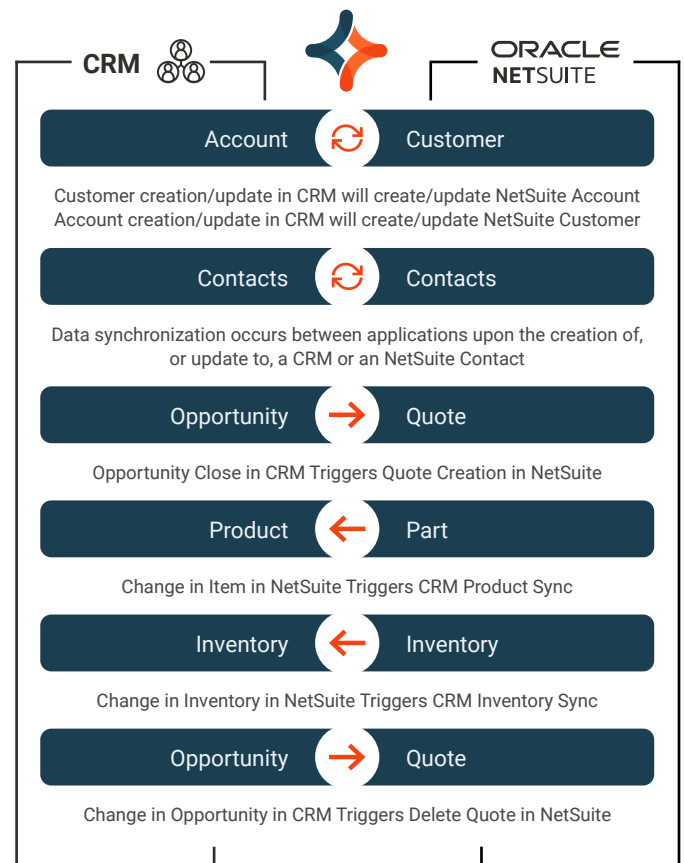 CRM
ORACLE
NETSUITE
Account Customer
Customer creation/update in CRM will create/update NetSuite Account
Account creation/update in CRM will create/update NetSuite Customer
Contacts Contacts
Data synchronization occurs between applications upon the creation of,
or update to, a CRM or an NetSuite Contact
Opportunity Quote
Opportunity Close in CRM Triggers Quote Creation in NetSuite
Product Part
Change in Item in NetSuite Triggers CRM Product Sync
Inventory Inventory
Change in Inventory in NetSuite Triggers CRM Inventory Sync
Opportunity Quote
Change in Opportunity in CRM Triggers Delete Quote in NetSuite